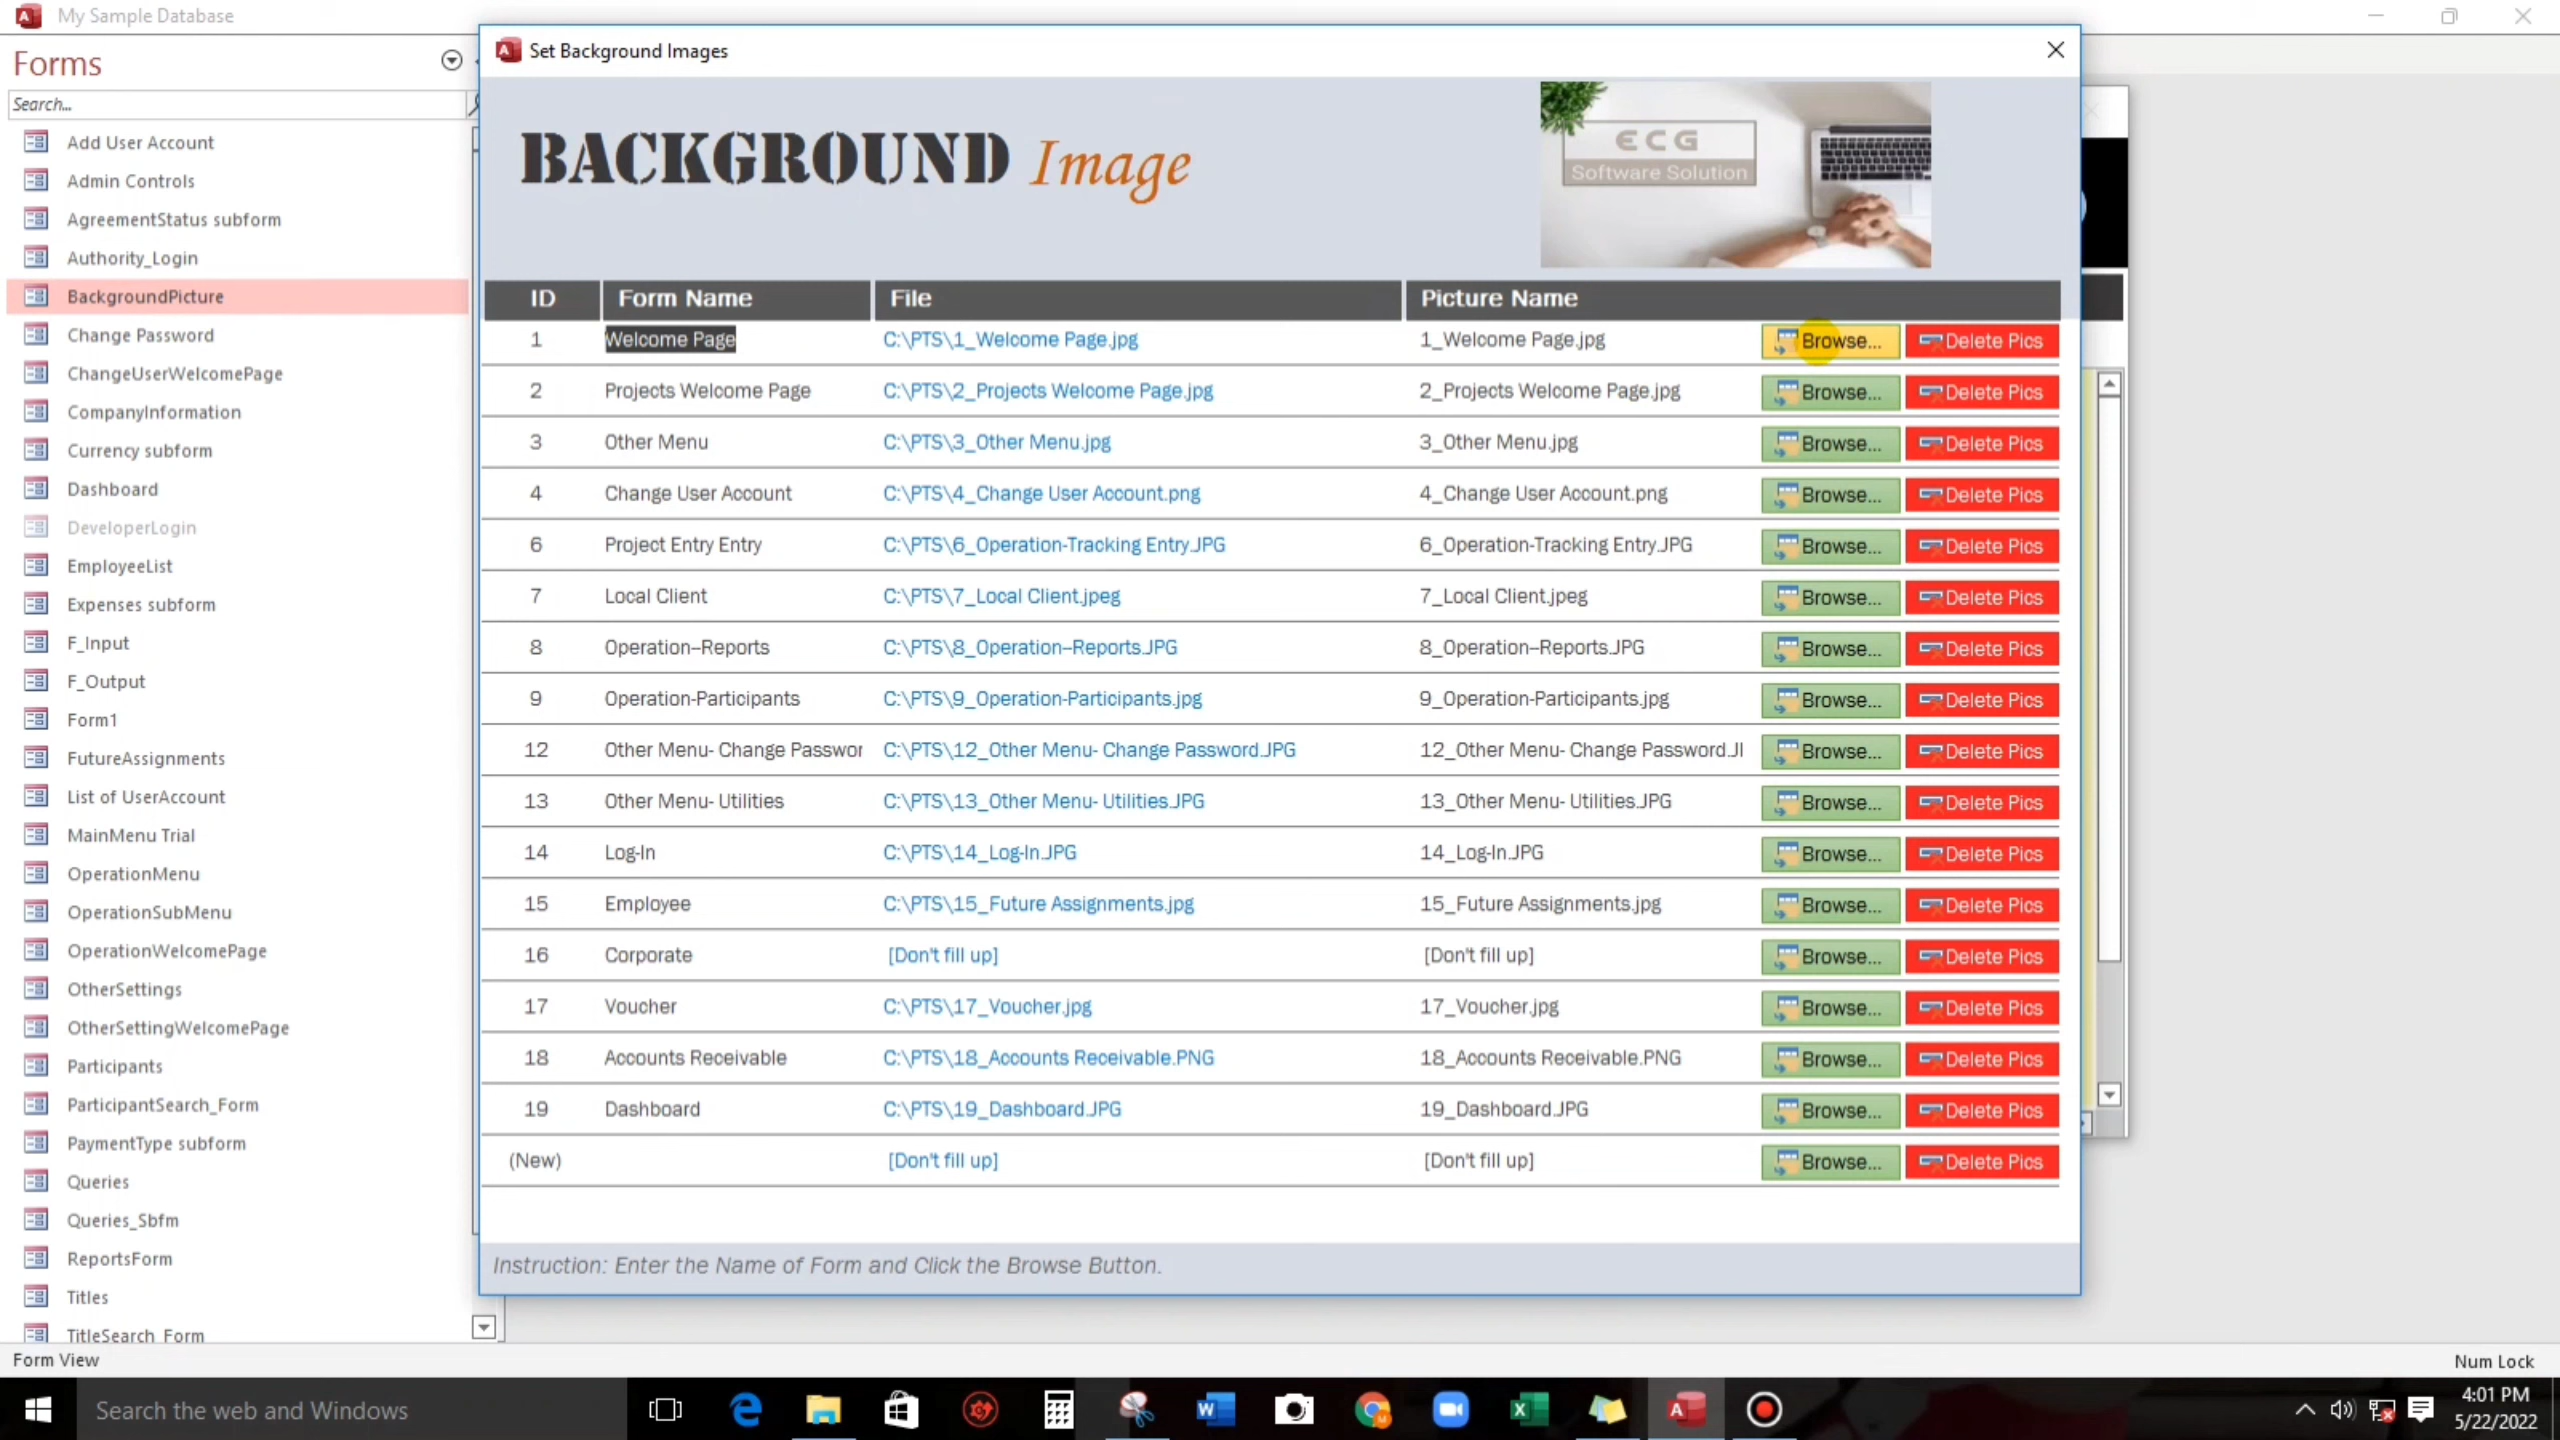 My Sample Database
Forms
Search...
Add User Account
Admin Controls
AgreementStatus subform
Authority_Login
BackgroundPicture
Change Password
ChangeUserWelcomePage
CompanyInformation
Currency subform
Dashboard
DeveloperLogin
EmployeeList
Expenses subform
F_Input
F_Output
Form1
FutureAssignments
List of UserAccount
MainMenu Trial
OperationMenu
OperationSubMenu
OperationWelcomePage
OtherSettings
OtherSettingWelcomePage
Participants
ParticipantSearch_Form
PaymentType subform
Queries
Queries_Sbfm
ReportsForm
Titles
TitleSearch Form
Set Background Images
BACKGROUND Image
ECG
Software Solution
ID Form Name File Picture Name
1 Welcome Page C:\PTS\1_Welcome Page.jpg 1_Welcome Page.jpg Browse... Delete Pics
2 Projects Welcome Page C:\PTS\2_Projects Welcome Page.jpg 2_Projects Welcome Page.jpg Browse... Delete Pics
3 Other Menu C:\PTS\3_Other Menu.jpg 3_Other Menu.jpg Browse... Delete Pics
4 Change User Account C:\PTS\4_Change User Account.png 4_Change User Account.png Browse... Delete Pics
6 Project Entry Entry C:\PTS\6_Operation-Tracking Entry.JPG 6_Operation-Tracking Entry.JPG Browse... Delete Pics
7 Local Client C:\PTS\7_Local Client.jpeg 7_Local Client.jpeg Browse... Delete Pics
8 Operation–Reports C:\PTS\8_Operation–Reports.JPG 8_Operation–Reports.JPG Browse... Delete Pics
9 Operation-Participants C:\PTS\9_Operation-Participants.jpg 9_Operation-Participants.jpg Browse... Delete Pics
12 Other Menu- Change Passwor C:\PTS\12_Other Menu- Change Password.JPG 12_Other Menu- Change Password.JI Browse... Delete Pics
13 Other Menu- Utilities C:\PTS\13_Other Menu- Utilities.JPG 13_Other Menu- Utilities.JPG Browse... Delete Pics
14 Log-In C:\PTS\14_Log-In.JPG 14_Log-In.JPG Browse... Delete Pics
15 Employee C:\PTS\15_Future Assignments.jpg 15_Future Assignments.jpg Browse... Delete Pics
16 Corporate [Don't fill up] [Don't fill up] Browse... Delete Pics
17 Voucher C:\PTS\17_Voucher.jpg 17_Voucher.jpg Browse... Delete Pics
18 Accounts Receivable C:\PTS\18_Accounts Receivable.PNG 18_Accounts Receivable.PNG Browse... Delete Pics
19 Dashboard C:\PTS\19_Dashboard.JPG 19_Dashboard.JPG Browse... Delete Pics
(New) [Don't fill up] [Don't fill up] Browse... Delete Pics
Instruction: Enter the Name of Form and Click the Browse Button.
Form View
Num Lock
Search the web and Windows
4:01 PM
5/22/2022